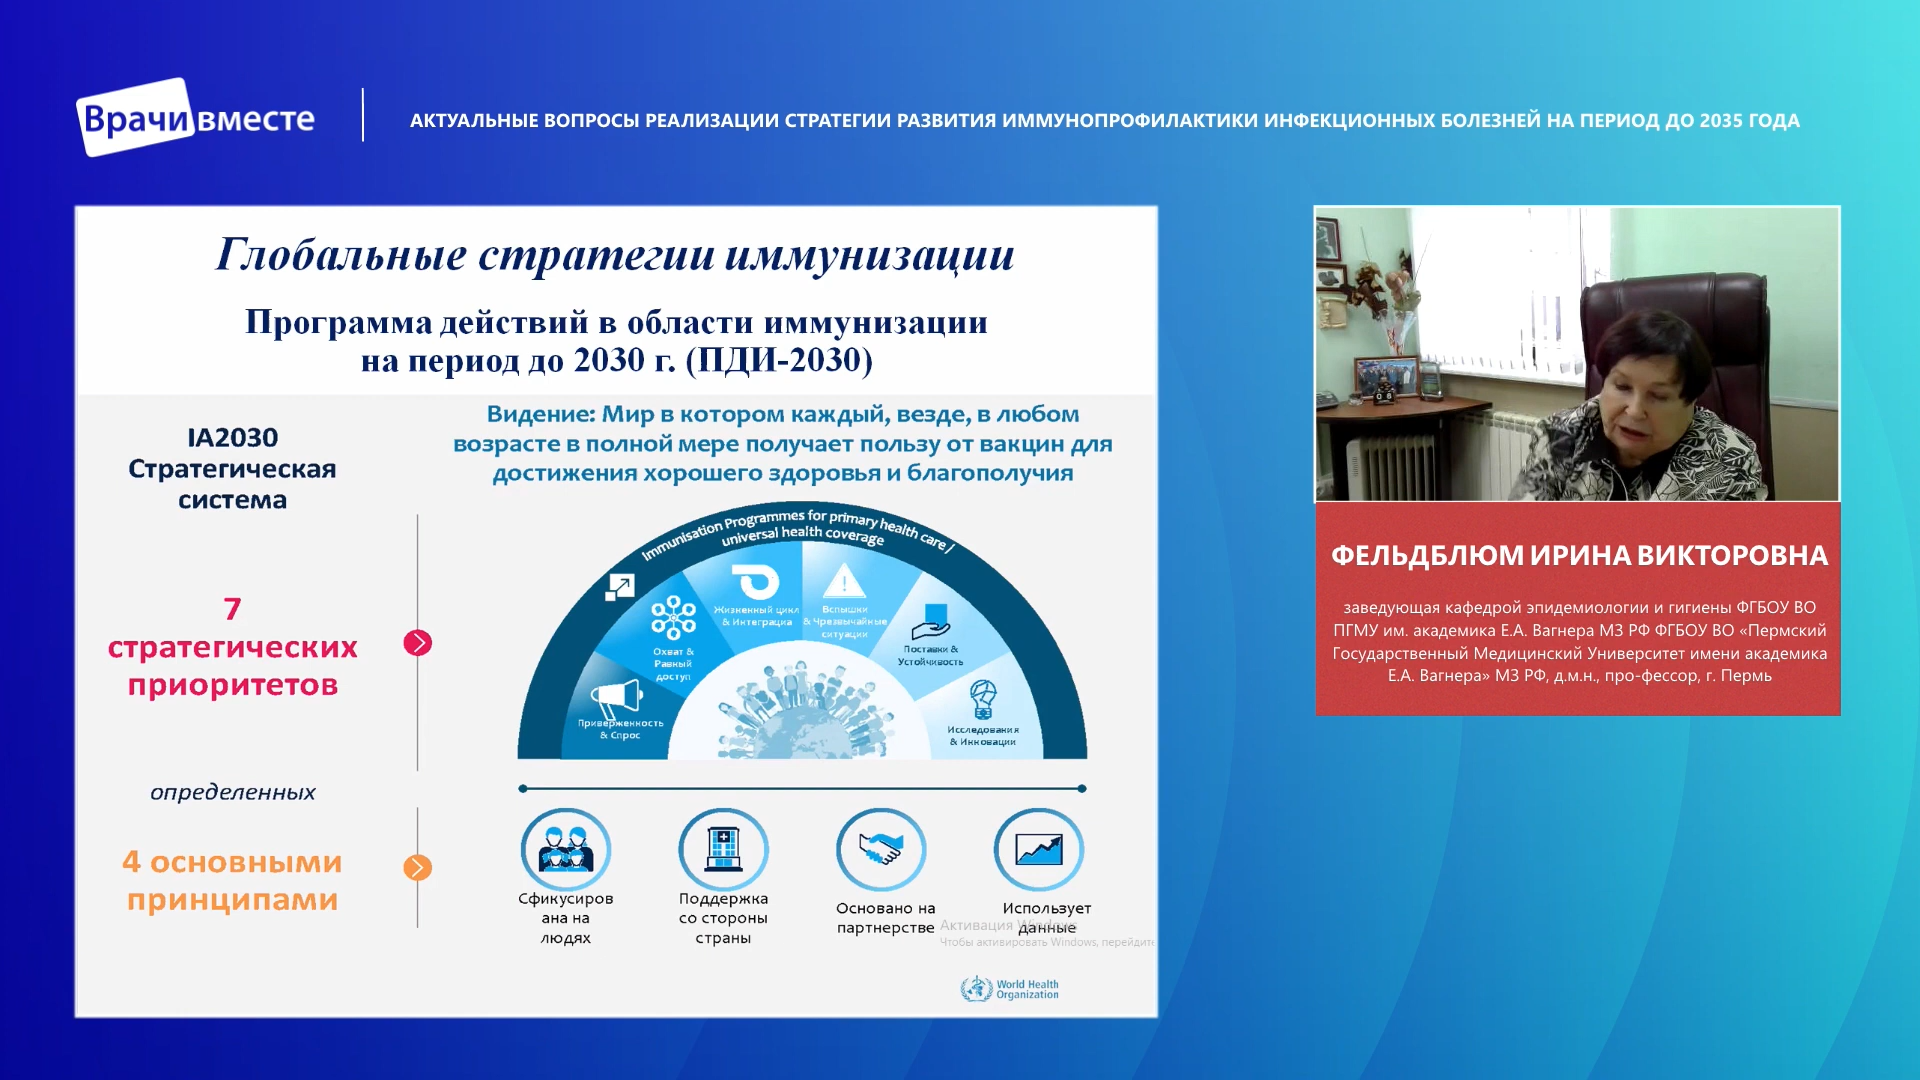 Врачи вместе
АКТУАЛЬНЫЕ ВОПРОСЫ РЕАЛИЗАЦИИ СТРАТЕГИИ РАЗВИТИЯ ИММУНОПРОФИЛАКТИКИ ИНФЕКЦИОННЫХ БОЛЕЗНЕЙ НА ПЕРИОД ДО 2035 ГОДА
Глобальные стратегии иммунизации
Программа действий в области иммунизации
на период до 2030 г. (ПДИ-2030)
IA2030
Стратегическая
система
7
стратегических
приоритетов
определенных
4 основными
принципами
Видение: Мир в котором каждый, везде, в любом
возрасте в полной мере получает пользу от вакцин для
достижения хорошего здоровья и благополучия
Immunisation Programmes for primary health care /
universal health coverage
Приверженность
& Спрос
Охват &
Равный
доступ
Жизненный цикл
& Интеграция
Вспышки
& Чрезвычайные
ситуации
Поставки &
Устойчивость
Исследования
& Инновации
Сфикусиров
ана на
людях
Поддержка
со стороны
страны
Основано на
партнерстве
Использует
данные
Активация Windows
Чтобы активировать Windows, перейдите
World Health
Organization
ФЕЛЬДБЛЮМ ИРИНА ВИКТОРОВНА
заведующая кафедрой эпидемиологии и гигиены ФГБОУ ВО
ПГМУ им. академика Е.А. Вагнера МЗ РФ ФГБОУ ВО «Пермский
Государственный Медицинский Университет имени академика
Е.А. Вагнера» МЗ РФ, д.м.н., про-фессор, г. Пермь